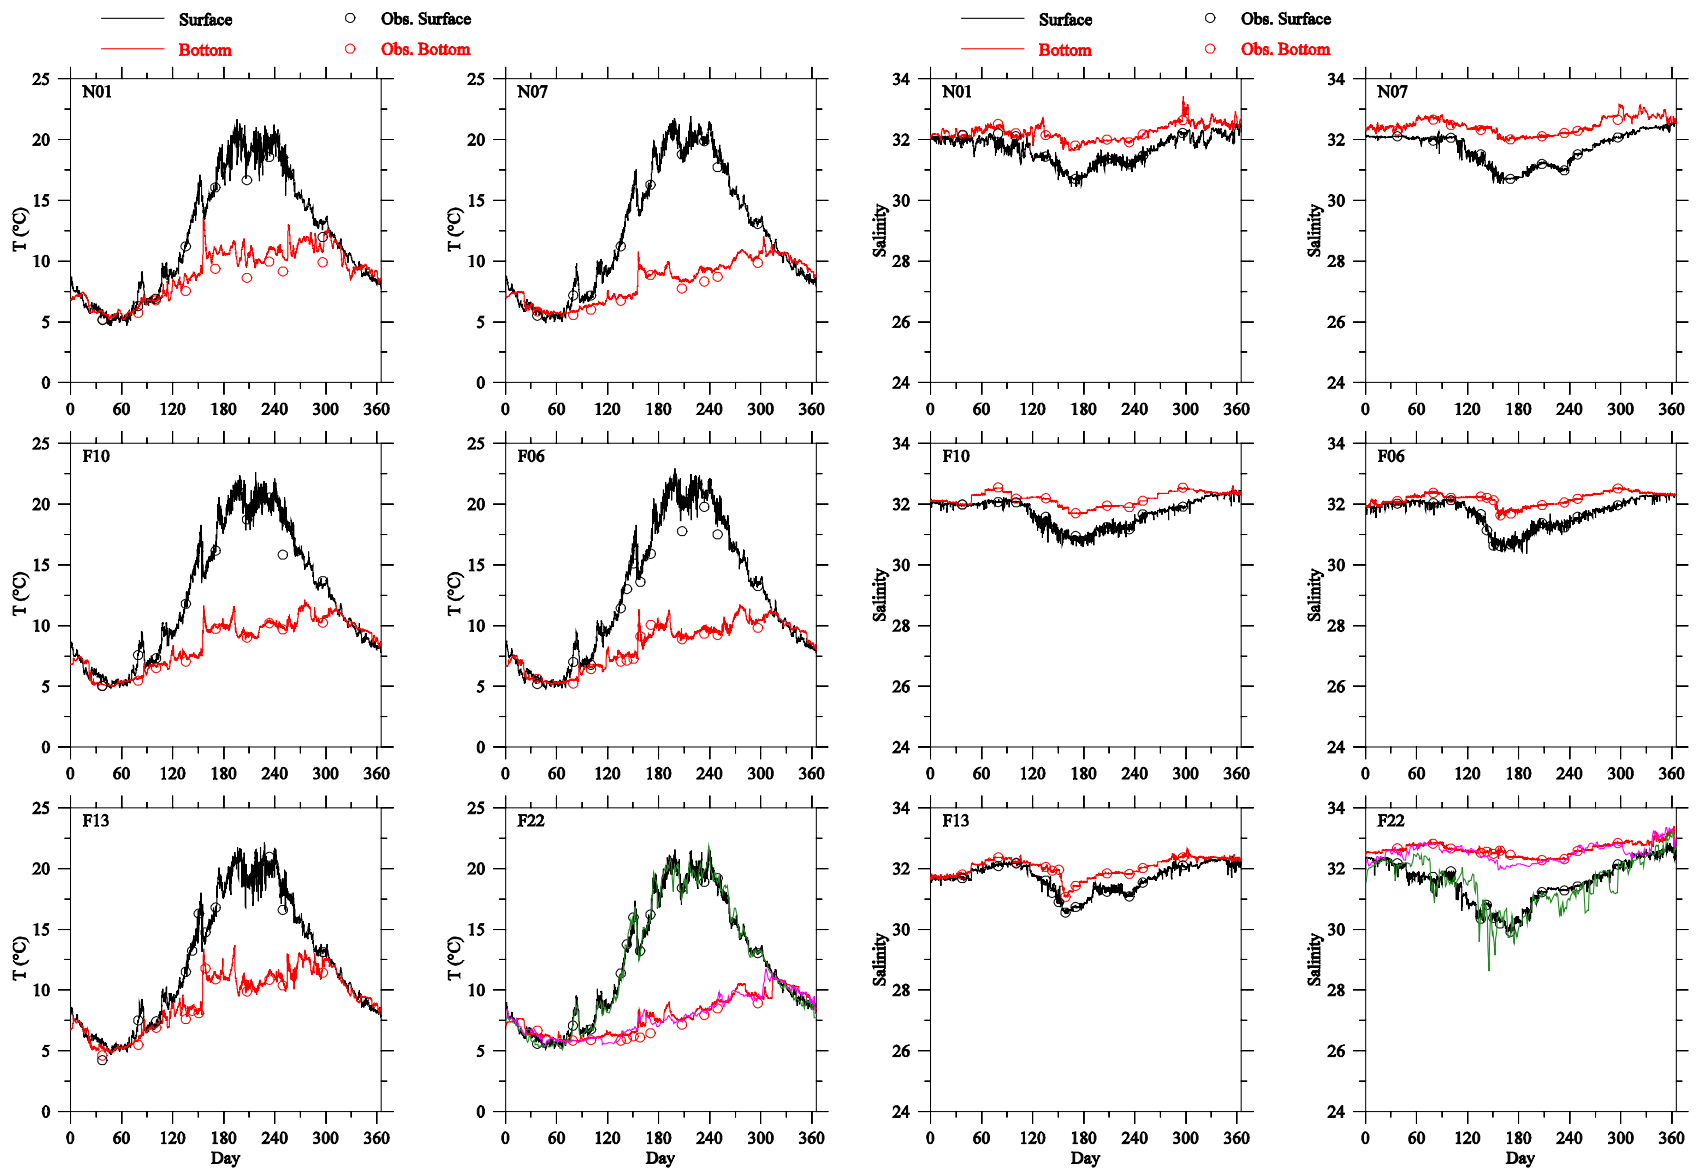 Surface Obs. Surface Surface Obs. Surface
Bottom Obs. Bottom Bottom Obs. Bottom
25 25 34 34
N01 N07 N01 N07
20 20 32 32
15 15 30 30
T (°C) T (°C) Salinity Salinity
10 10 28 28
5 5 26 26
0 0 24 24
0 60 120 180 240 300 360 0 60 120 180 240 300 360 0 60 120 180 240 300 360 0 60 120 180 240 300 360
25 25 34 34
F10 F06 F10 F06
20 20 32 32
15 15 30 30
T (°C) T (°C) Salinity Salinity
10 10 28 28
5 5 26 26
0 0 24 24
0 60 120 180 240 300 360 0 60 120 180 240 300 360 0 60 120 180 240 300 360 0 60 120 180 240 300 360
25 25 34 34
F13 F22 F13 F22
20 20 32 32
15 15 30 30
T (°C) T (°C) Salinity Salinity
10 10 28 28
5 5 26 26
0 0 24 24
0 60 120 180 240 300 360 0 60 120 180 240 300 360 0 60 120 180 240 300 360 0 60 120 180 240 300 360
Day Day Day Day